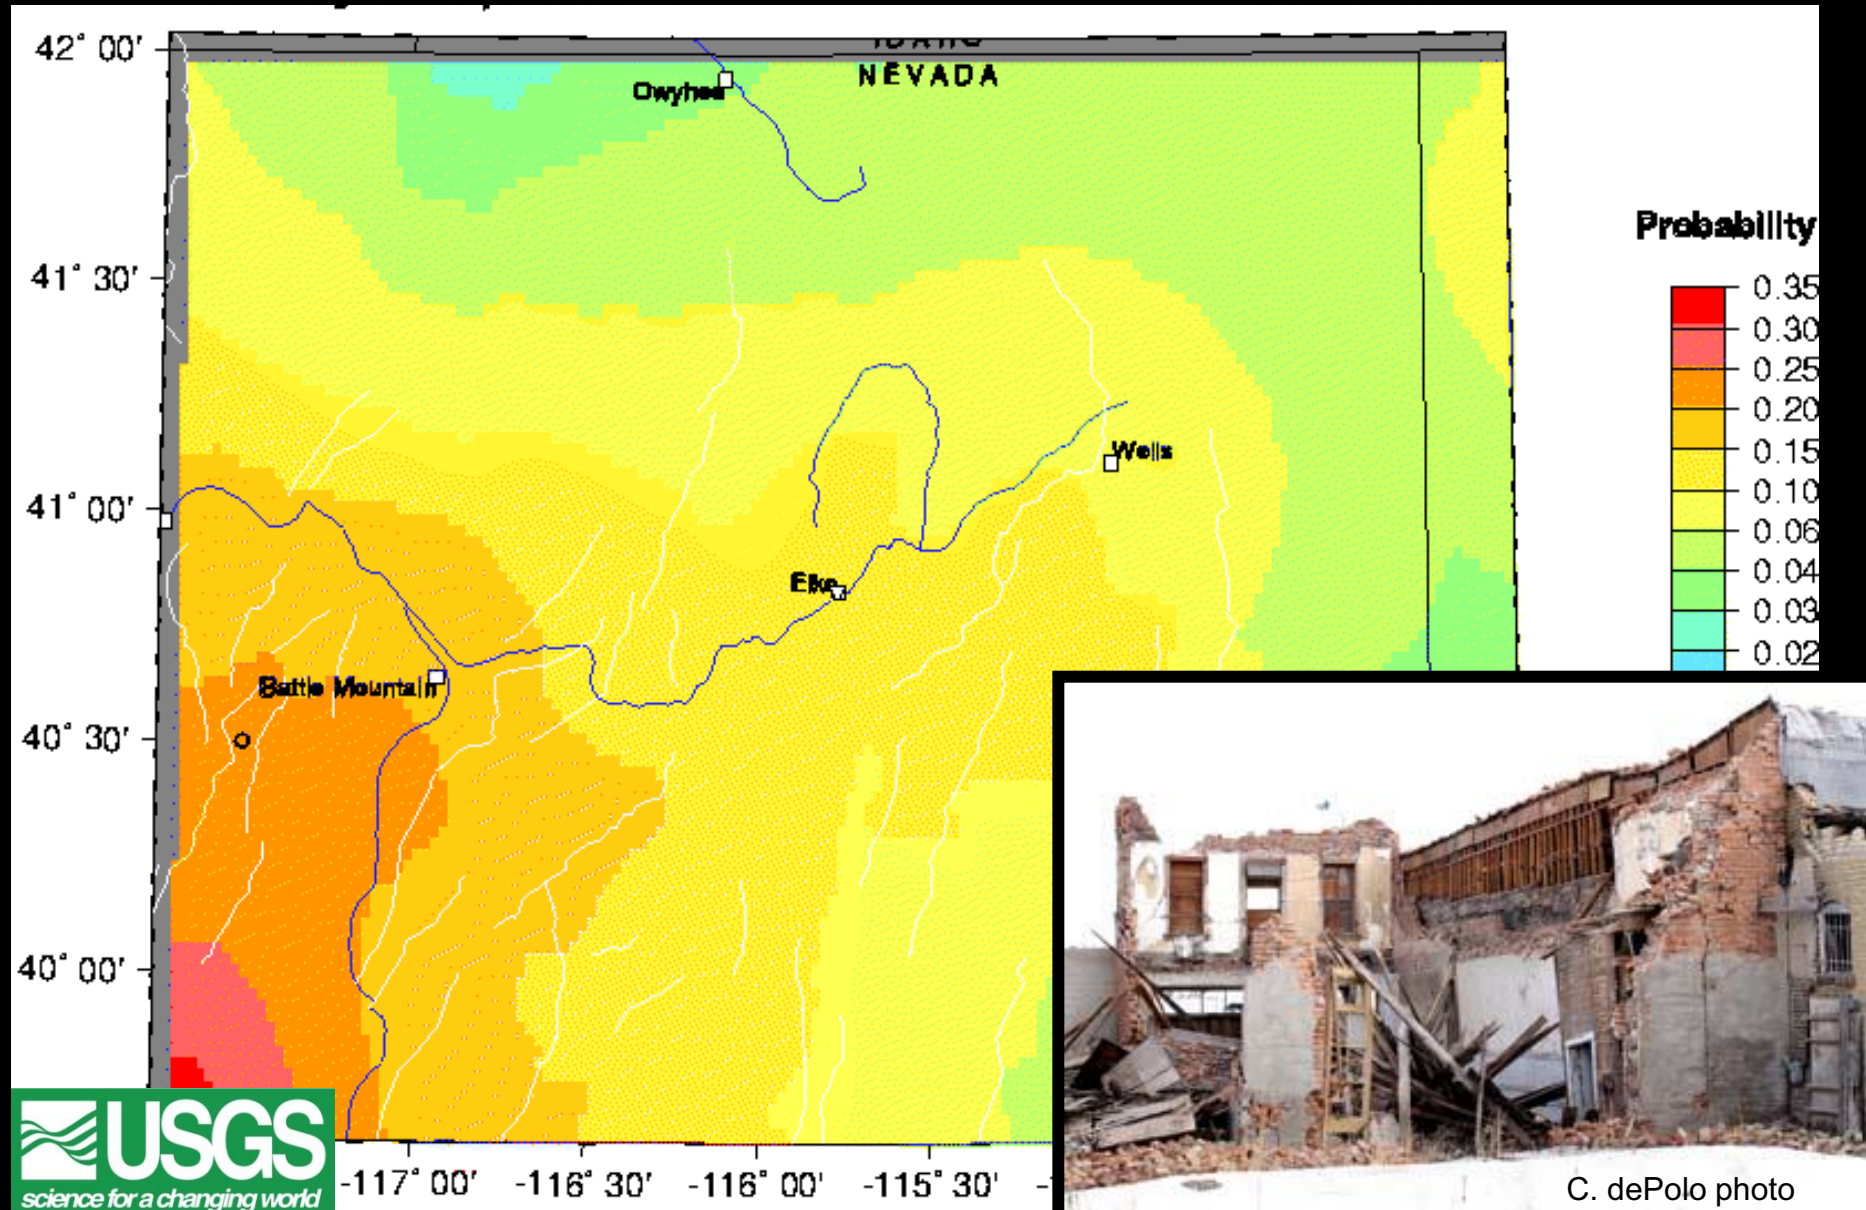 42° 00'
NEVADA
Owyhee
41° 30'
Probability
0.35
0.30
0.25
0.20
0.15
0.10
0.06
0.04
0.03
0.02
Wells
41° 00'
Elko
Battle Mountain
40° 30'
40° 00'
USGS
science for a changing world
-117° 00'
-116° 30'
-116° 00'
-115° 30'
C. dePolo photo